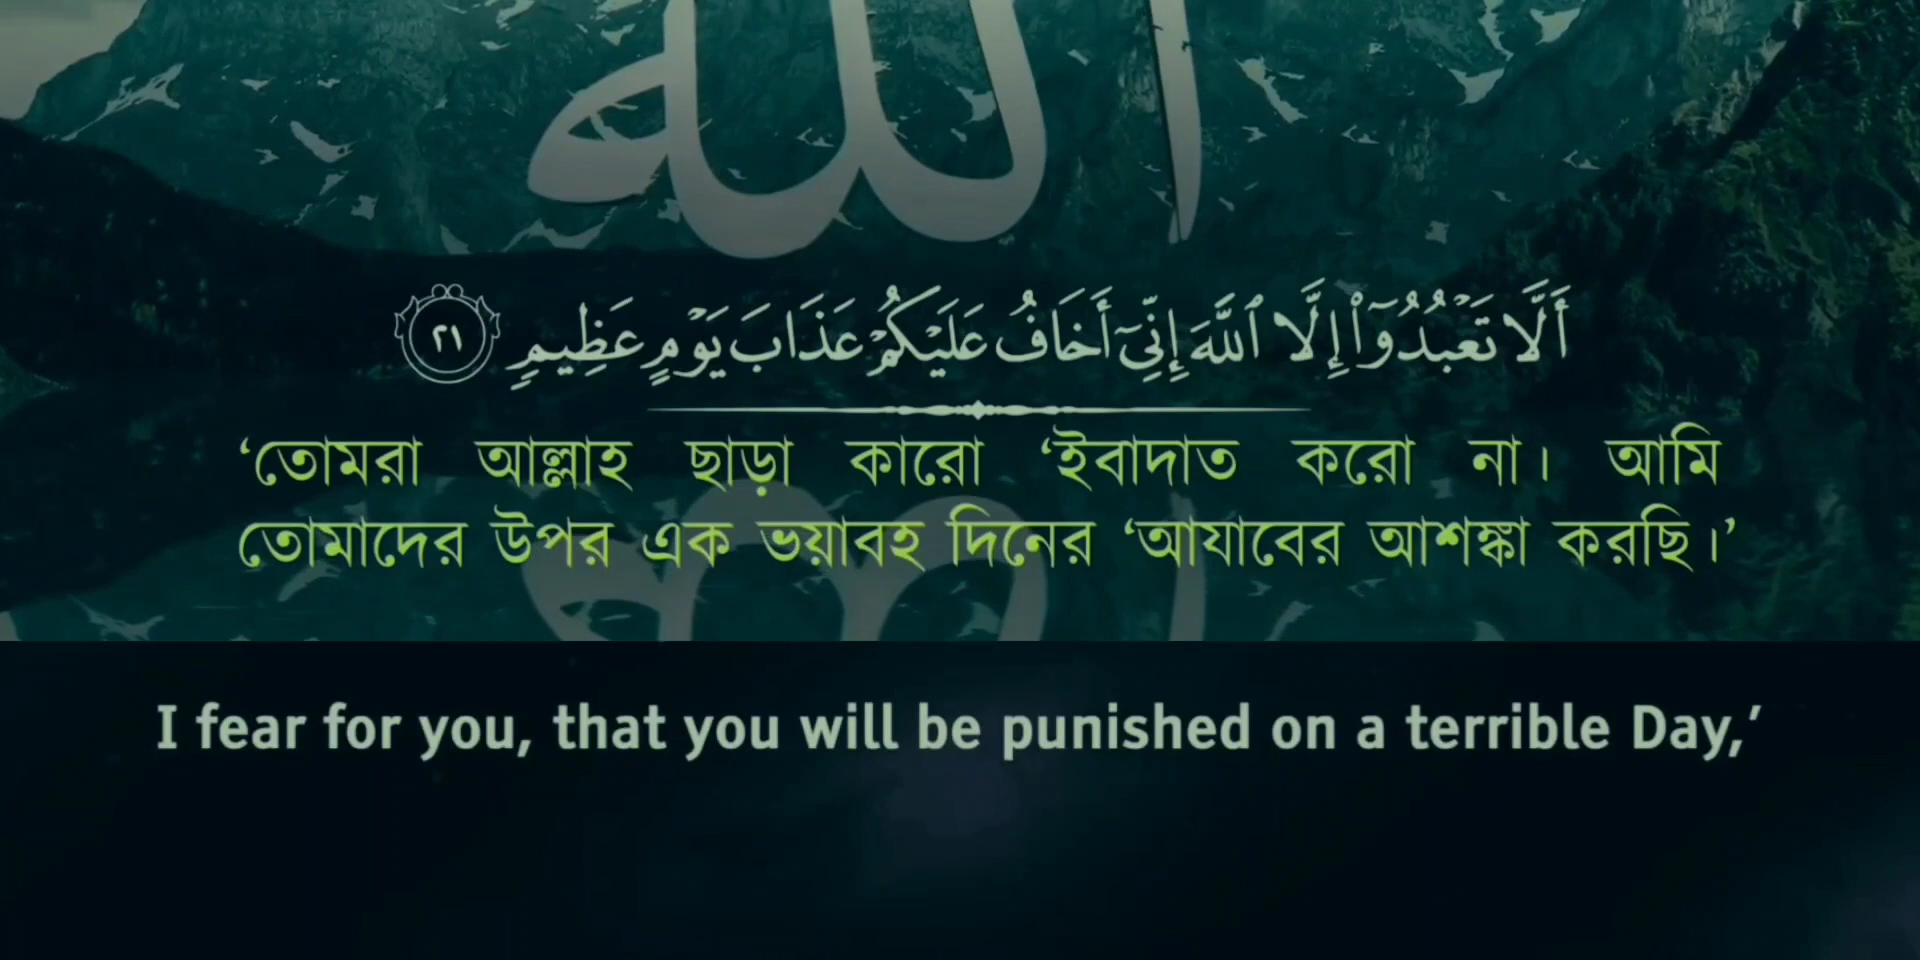 الله
أَلَّا تَعْبُدُوٓا۟ إِلَّا ٱللَّهَ إِنِّىٓ أَخَافُ عَلَيْكُمْ عَذَابَ يَوْمٍ عَظِيمٍ ٢١
‘তোমরা আল্লাহ ছাড়া কারো ‘ইবাদাত করো না। আমি
তোমাদের উপর এক ভয়াবহ দিনের ‘আযাবের আশঙ্কা করছি।’
I fear for you, that you will be punished on a terrible Day,’